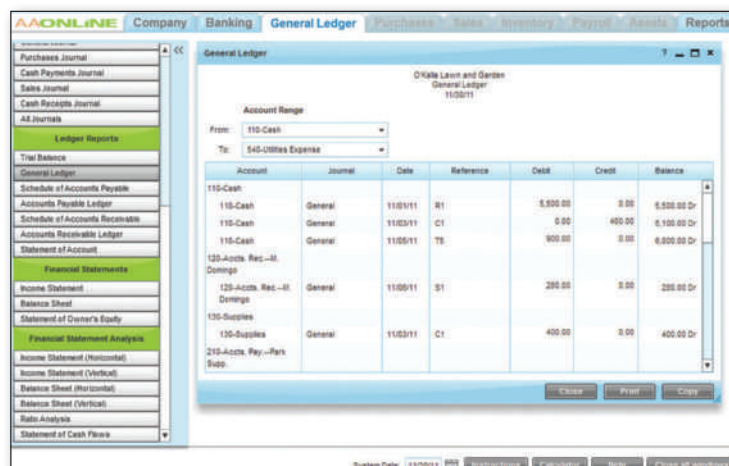 AAONLINE Company Banking General Ledger Purchases Sales Inventory Payroll Assets Reports
Purchases Journal
Cash Payments Journal
Sales Journal
Cash Receipts Journal
All Journals
Ledger Reports
Trial Balance
General Ledger
Schedule of Accounts Payable
Accounts Payable Ledger
Schedule of Accounts Receivable
Accounts Receivable Ledger
Statement of Account
Financial Statements
Income Statement
Balance Sheet
Statement of Owner's Equity
Financial Statement Analysis
Income Statement (Horizontal)
Income Statement (Vertical)
Balance Sheet (Horizontal)
Balance Sheet (Vertical)
Ratio Analysis
Statement of Cash Flows
General Ledger
O'Kalla Lawn and Garden
General Ledger
11/30/11
Account Range
From: 110-Cash
To: 540-Utilities Expense
Account Journal Date Reference Debit Credit Balance
110-Cash
110-Cash General 11/01/11 R1 5,500.00 0.00 5,500.00 Dr
110-Cash General 11/03/11 C1 0.00 400.00 5,100.00 Dr
110-Cash General 11/05/11 T5 900.00 0.00 6,000.00 Dr
120-Accts. Rec.--M.
Domingo
120-Accts. Rec.--M. General 11/05/11 S1 280.00 0.00 280.00 Dr
Domingo
130-Supplies
130-Supplies General 11/03/11 C1 400.00 0.00 400.00 Dr
210-Accts. Pay.--Park
Supp.
Close Print Copy
System Date: 11/30/11 Instructions Calculator Help Close all windows